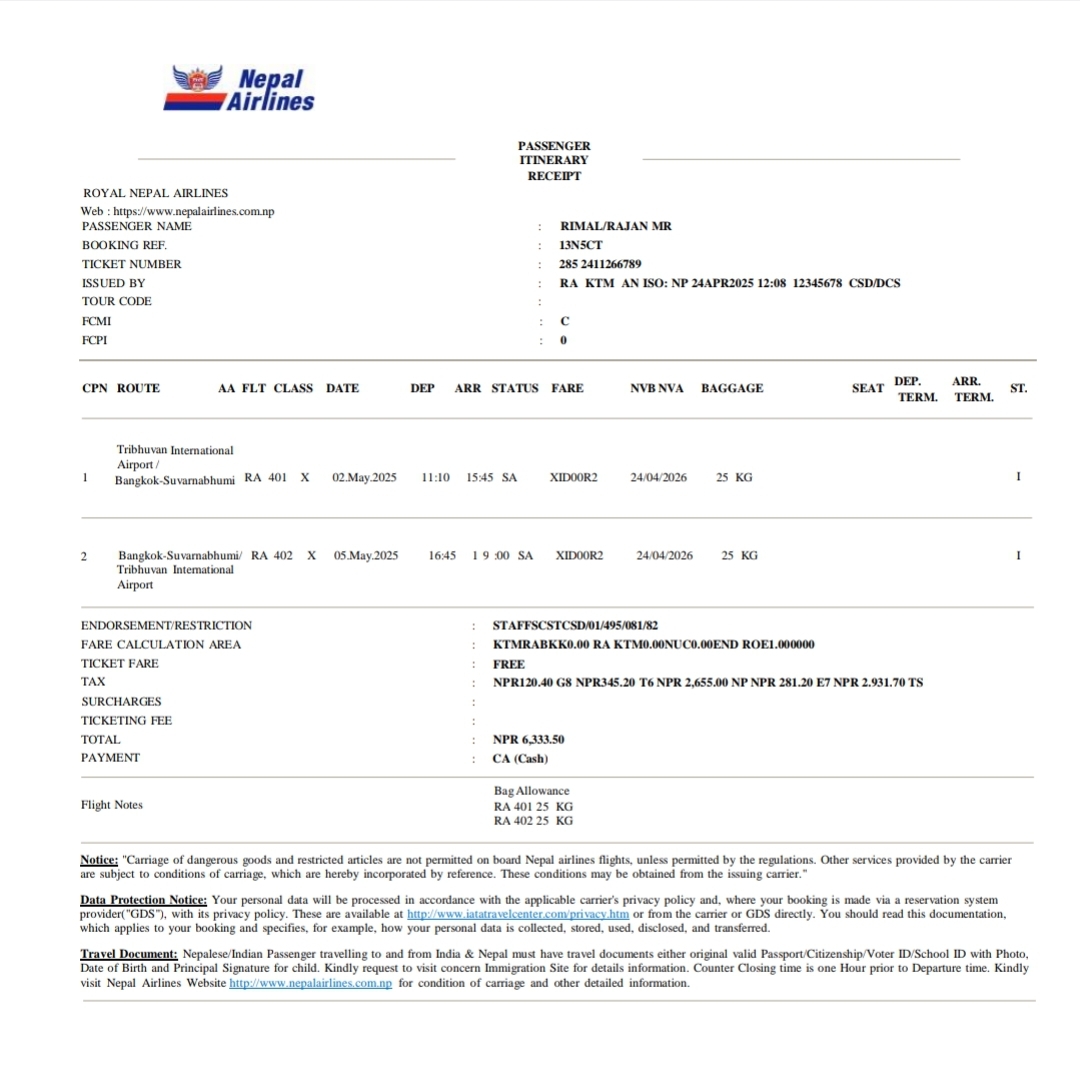 Nepal
Airlines
PASSENGER
ITINERARY
RECEIPT
ROYAL NEPAL AIRLINES
Web : https://www.nepalairlines.com.np
PASSENGER NAME : RIMAL/RAJAN MR
BOOKING REF. : 13N5CT
TICKET NUMBER : 285 2411266789
ISSUED BY : RA KTM AN ISO: NP 24APR2025 12:08 12345678 CSD/DCS
TOUR CODE :
FCMI : C
FCPI : 0
CPN ROUTE AA FLT CLASS DATE DEP ARR STATUS FARE NVB NVA BAGGAGE SEAT DEP. TERM. ARR. TERM. ST.
Tribhuvan International
Airport /
1 Bangkok-Suvarnabhumi RA 401 X 02.May.2025 11:10 15:45 SA XID00R2 24/04/2026 25 KG I
2 Bangkok-Suvarnabhumi/ RA 402 X 05.May.2025 16:45 1 9 :00 SA XID00R2 24/04/2026 25 KG I
Tribhuvan International
Airport
ENDORSEMENT/RESTRICTION : STAFFSCSTCSD/01/495/081/82
FARE CALCULATION AREA : KTMRABKK0.00 RA KTM0.00NUC0.00END ROE1.000000
TICKET FARE : FREE
TAX : NPR120.40 G8 NPR345.20 T6 NPR 2,655.00 NP NPR 281.20 E7 NPR 2.931.70 TS
SURCHARGES :
TICKETING FEE :
TOTAL : NPR 6,333.50
PAYMENT : CA (Cash)
Flight Notes
Bag Allowance
RA 401 25 KG
RA 402 25 KG
Notice: "Carriage of dangerous goods and restricted articles are not permitted on board Nepal airlines flights, unless permitted by the regulations. Other services provided by the carrier
are subject to conditions of carriage, which are hereby incorporated by reference. These conditions may be obtained from the issuing carrier."
Data Protection Notice: Your personal data will be processed in accordance with the applicable carrier's privacy policy and, where your booking is made via a reservation system
provider("GDS"), with its privacy policy. These are available at http://www.iatatravelcenter.com/privacy.htm or from the carrier or GDS directly. You should read this documentation,
which applies to your booking and specifies, for example, how your personal data is collected, stored, used, disclosed, and transferred.
Travel Document: Nepalese/Indian Passenger travelling to and from India & Nepal must have travel documents either original valid Passport/Citizenship/Voter ID/School ID with Photo,
Date of Birth and Principal Signature for child. Kindly request to visit concern Immigration Site for details information. Counter Closing time is one Hour prior to Departure time. Kindly
visit Nepal Airlines Website http://www.nepalairlines.com.np for condition of carriage and other detailed information.